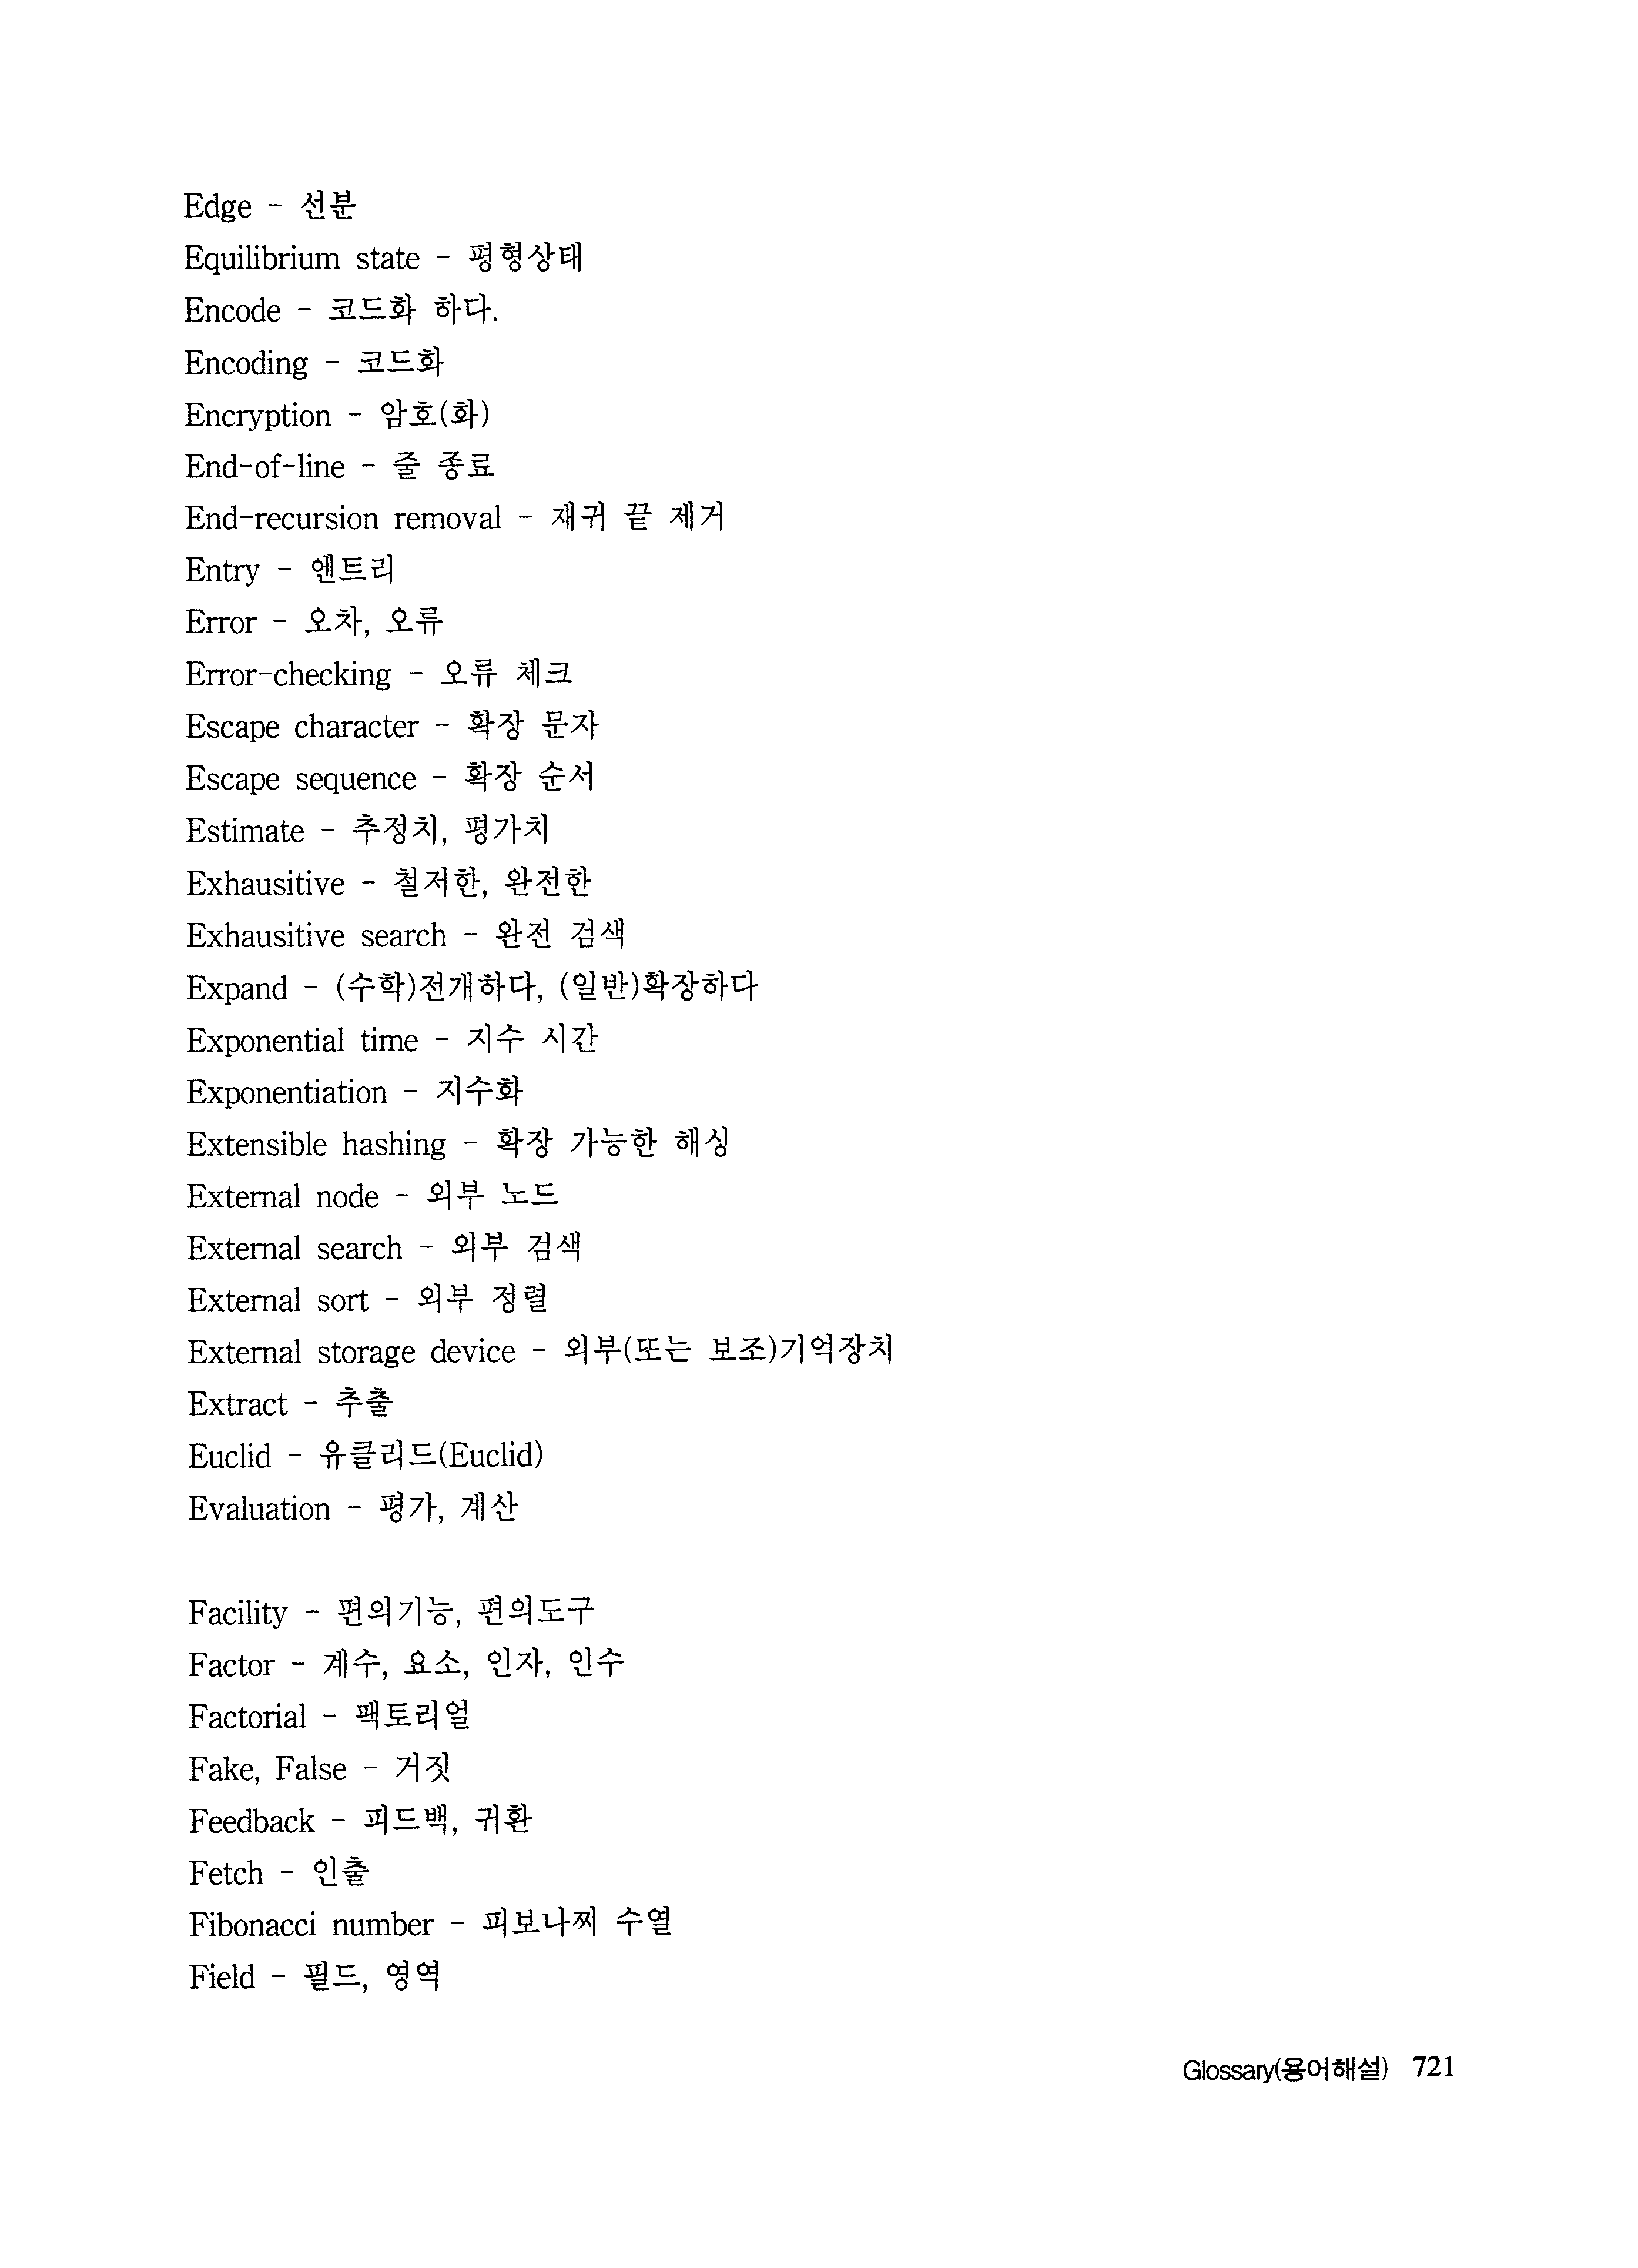 Edge - 선분
Equilibrium state - 평형상태
Encode - 코드화 하다.
Encoding - 코드화
Encryption - 암호(화)
End-of-line - 줄 종료
End-recursion removal - 재귀 끝 제거
Entry - 엔트리
Error - 오차, 오류
Error-checking - 오류 체크
Escape character - 확장 문자
Escape sequence - 확장 순서
Estimate - 추정치, 평가치
Exhausitive - 철저한, 완전한
Exhausitive search - 완전 검색
Expand - (수학)전개하다, (일반)확장하다
Exponential time - 지수 시간
Exponentiation - 지수화
Extensible hashing - 확장 가능한 해싱
External node - 외부 노드
External search - 외부 검색
External sort - 외부 정렬
External storage device - 외부(또는 보조)기억장치
Extract - 추출
Euclid - 유클리드(Euclid)
Evaluation - 평가, 계산
Facility - 편의기능, 편의도구
Factor - 계수, 요소, 인자, 인수
Factorial - 팩토리얼
Fake, False - 거짓
Feedback - 피드백, 귀환
Fetch - 인출
Fibonacci number - 피보나찌 수열
Field - 필드, 영역
Glossary(용어해설) 721